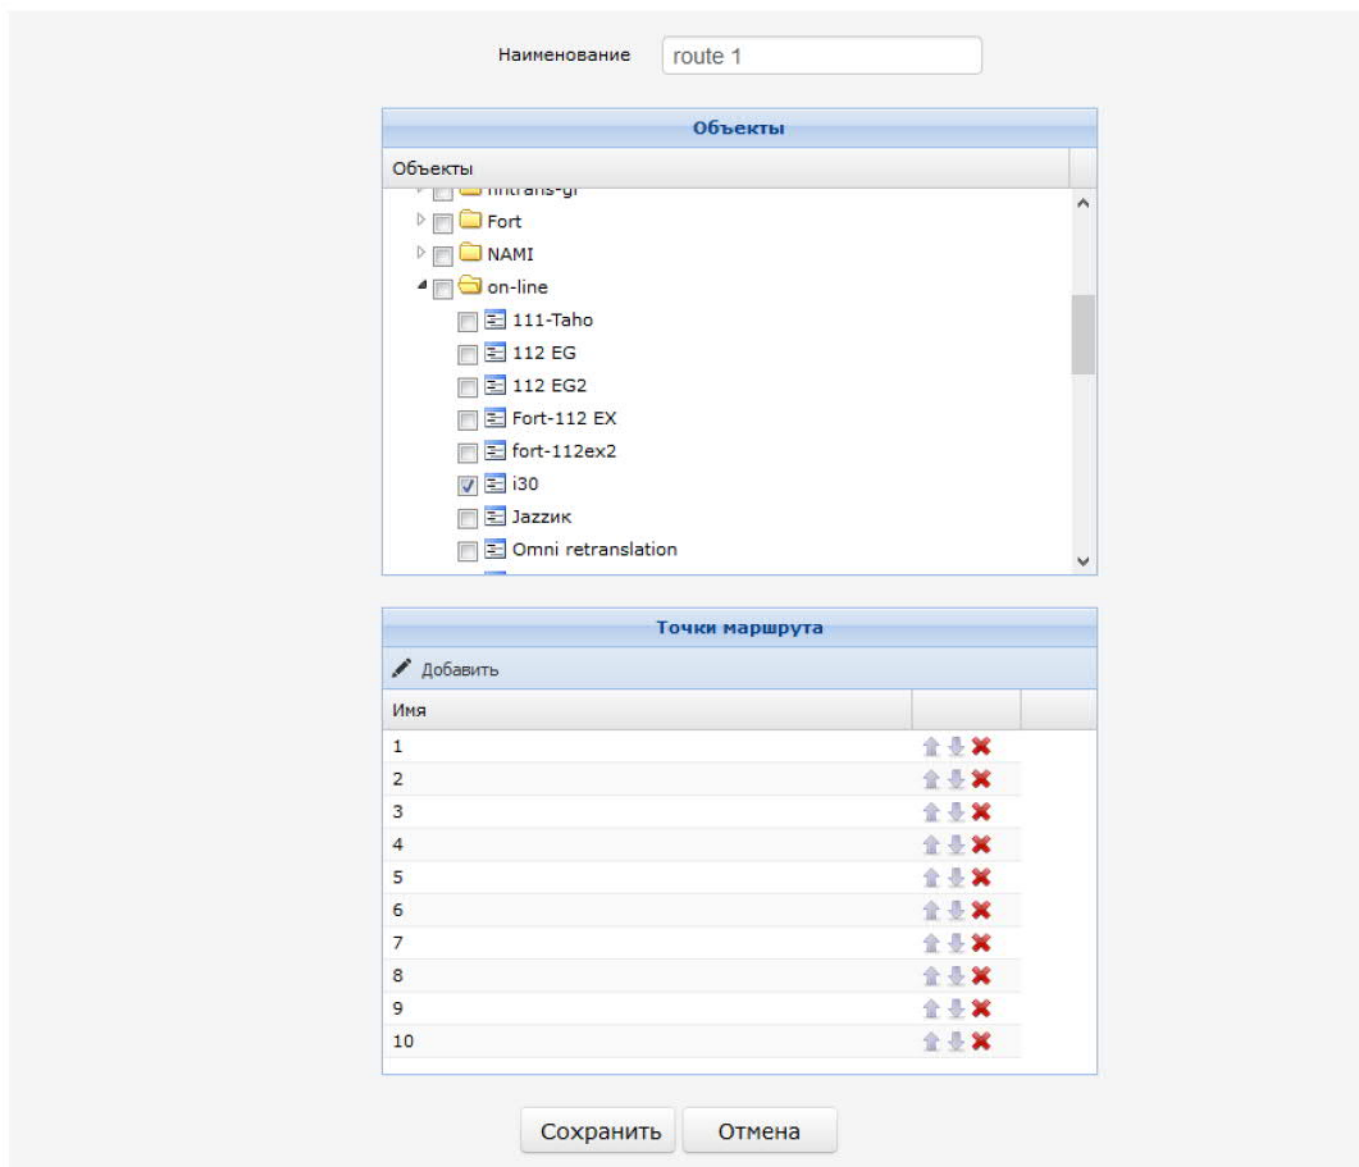 Наименование route 1
Объекты
Объекты
Fort
NAMI
on-line
111-Taho
112 EG
112 EG2
Fort-112 EX
fort-112ex2
i30
Jazzик
Omni retranslation
Точки маршрута
Добавить
Имя
1
2
3
4
5
6
7
8
9
10
Сохранить Отмена